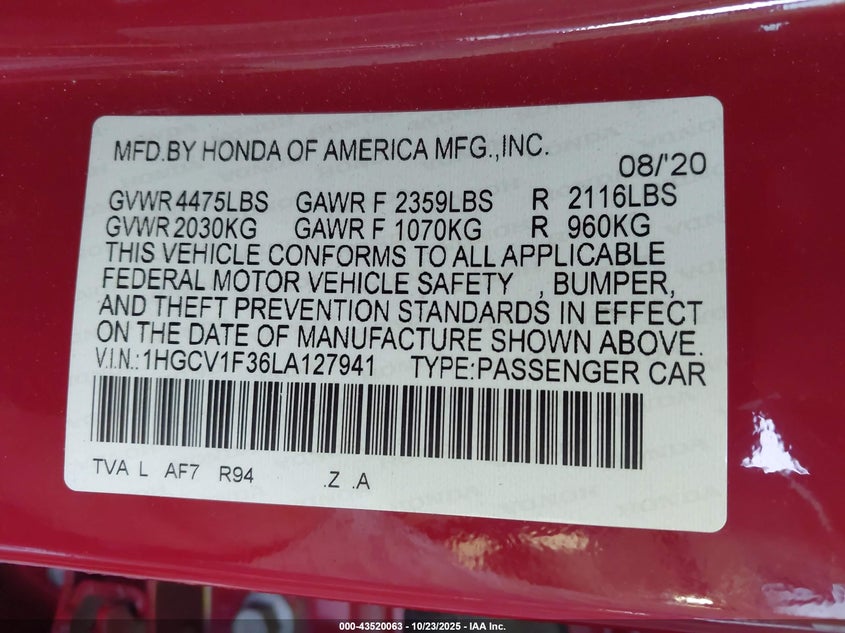 MFD.BY HONDA OF AMERICA MFG.,INC.
08/'20
GVWR 4475LBS GAWR F 2359LBS R 2116LBS
GVWR 2030KG GAWR F 1070KG R 960KG
THIS VEHICLE CONFORMS TO ALL APPLICABLE
FEDERAL MOTOR VEHICLE SAFETY , BUMPER,
AND THEFT PREVENTION STANDARDS IN EFFECT
ON THE DATE OF MANUFACTURE SHOWN ABOVE.
V.I.N.:1HGCV1F36LA127941 TYPE:PASSENGER CAR
TVA L AF7 R94 .Z .A
000-43520063 - 10/23/2025 - IAA Inc.